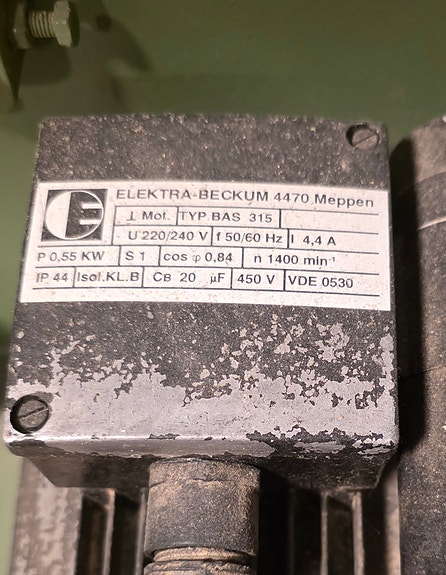 E ELEKTRA-BECKUM 4470 Meppen
⊥ Mot. TYP BAS 315
U 220/240 V f 50/60 Hz I 4,4 A
P 0,55 KW S 1 cos φ 0,84 n 1400 min⁻¹
IP 44 Isol.KL.B CB 20 µF 450 V VDE 0530